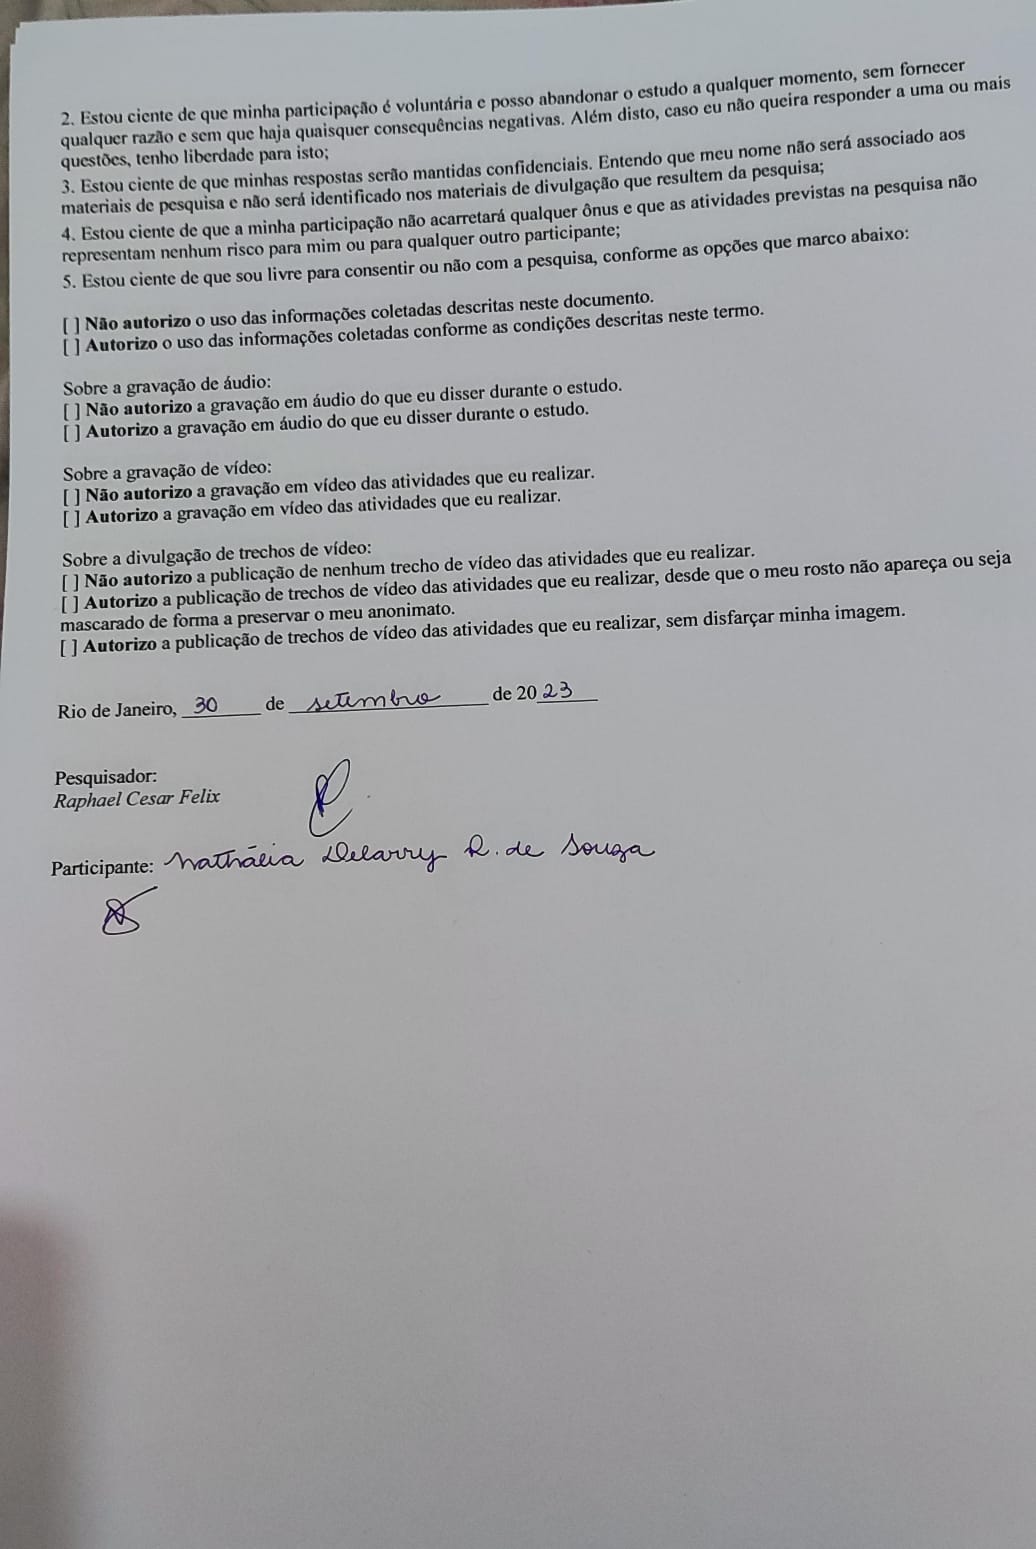 2. Estou ciente de que minha participação é voluntária e posso abandonar o estudo a qualquer momento, sem fornecer
qualquer razão e sem que haja quaisquer consequências negativas. Além disto, caso eu não queira responder a uma ou mais
questões, tenho liberdade para isto;
3. Estou ciente de que minhas respostas serão mantidas confidenciais. Entendo que meu nome não será associado aos
materiais de pesquisa e não será identificado nos materiais de divulgação que resultem da pesquisa;
4. Estou ciente de que a minha participação não acarretará qualquer ônus e que as atividades previstas na pesquisa não
representam nenhum risco para mim ou para qualquer outro participante;
5. Estou ciente de que sou livre para consentir ou não com a pesquisa, conforme as opções que marco abaixo:
[ ] Não autorizo o uso das informações coletadas descritas neste documento.
[ ] Autorizo o uso das informações coletadas conforme as condições descritas neste termo.
Sobre a gravação de áudio:
[ ] Não autorizo a gravação em áudio do que eu disser durante o estudo.
[ ] Autorizo a gravação em áudio do que eu disser durante o estudo.
Sobre a gravação de vídeo:
[ ] Não autorizo a gravação em vídeo das atividades que eu realizar.
[ ] Autorizo a gravação em vídeo das atividades que eu realizar.
Sobre a divulgação de trechos de vídeo:
[ ] Não autorizo a publicação de nenhum trecho de vídeo das atividades que eu realizar.
[ ] Autorizo a publicação de trechos de vídeo das atividades que eu realizar, desde que o meu rosto não apareça ou seja
mascarado de forma a preservar o meu anonimato.
[ ] Autorizo a publicação de trechos de vídeo das atividades que eu realizar, sem disfarçar minha imagem.
Rio de Janeiro, 30 de setembro de 2023
Pesquisador:
Raphael Cesar Felix
Participante: Nathália Delarry R. de Souza